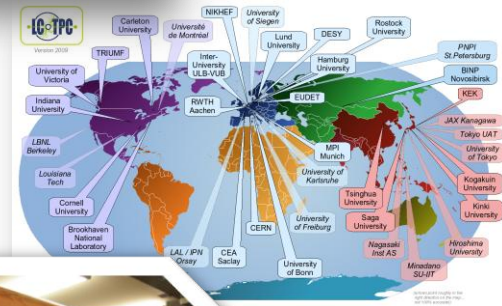 LC TPC
Version 2008
Carleton
University
Université
de Montréal
NIKHEF
University
of Siegen
DESY
Rostock
University
TRIUMF
Inter-
University
ULB-VUB
Lund
University
Hamburg
University
PNPI
St.Petersburg
BINP
Novosibirsk
University of
Victoria
Indiana
University
RWTH
Aachen
EUDET
KEK
JAX Kanagawa
Tokyo UAT
University
of Tokyo
LBNL
Berkeley
Louisiana
Tech
MPI
Munich
University of
Karlsruhe
Tsinghua
University
Kogakuin
University
Cornell
University
Kinki
University
Saga
University
Brookhaven
National
Laboratory
CERN
University
of Freiburg
Nagasaki
Inst AS
Hiroshima
University
LAL / IPN
Orsay
CEA
Saclay
University
of Bonn
Mindanao
SU-IIT